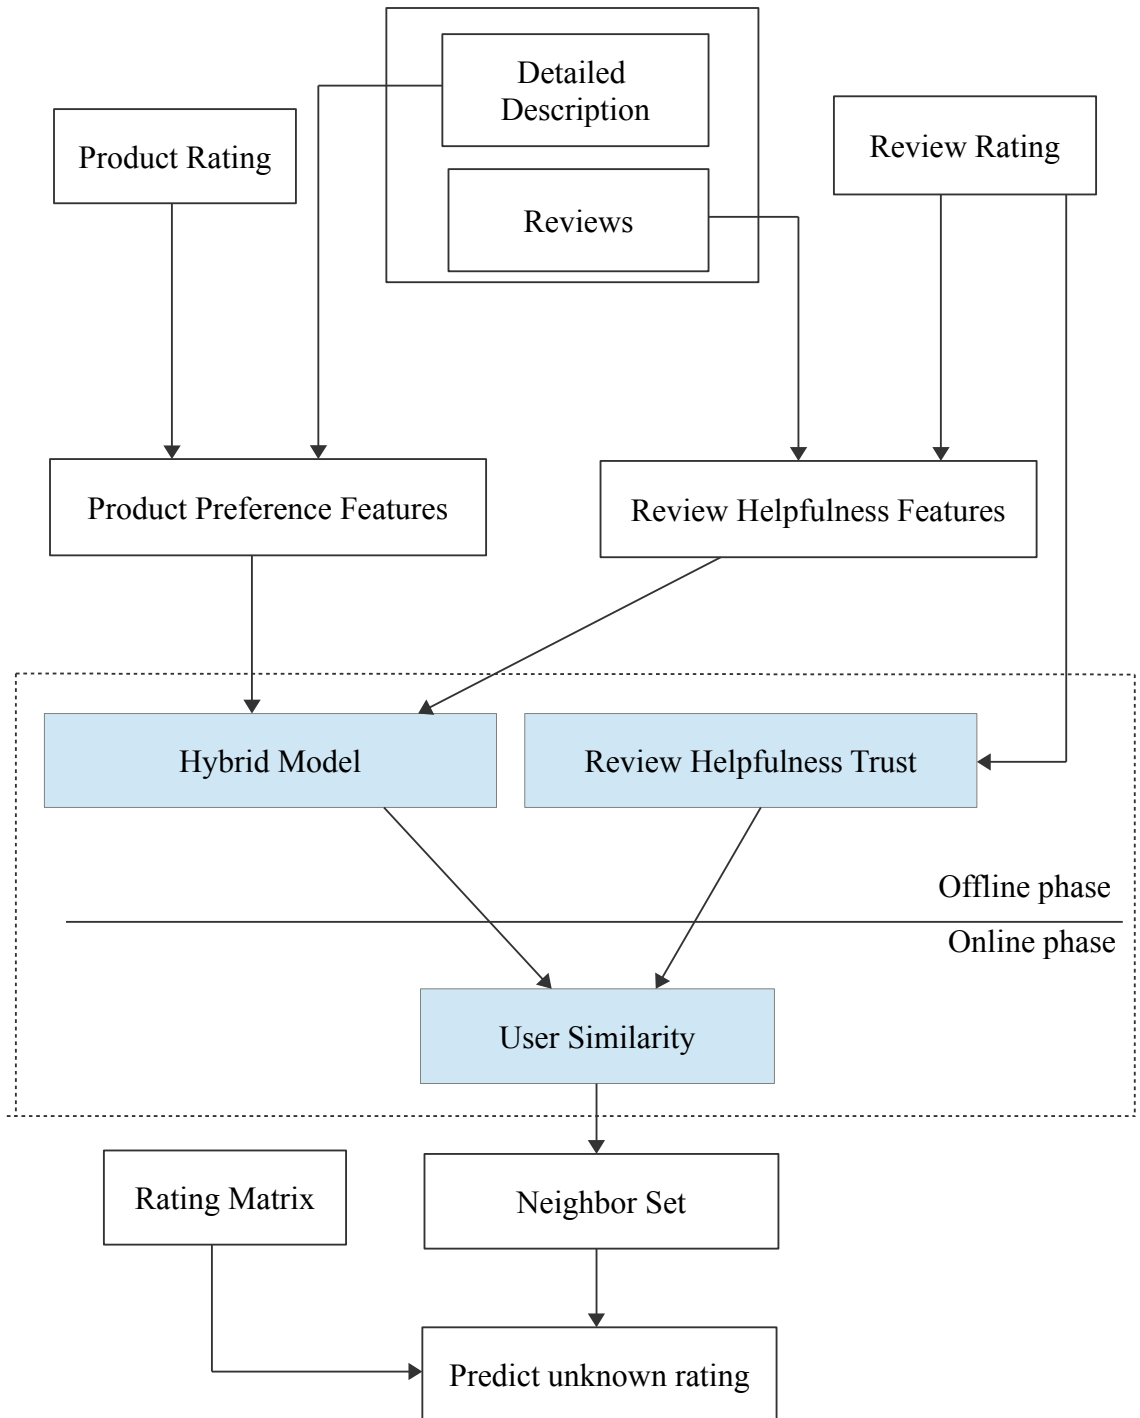 Detailed
Description
Product Rating
Review Rating
Reviews
Product Preference Features
Review Helpfulness Features
Hybrid Model
Review Helpfulness Trust
Offline phase
Online phase
User Similarity
Rating Matrix
Neighbor Set
Predict unknown rating